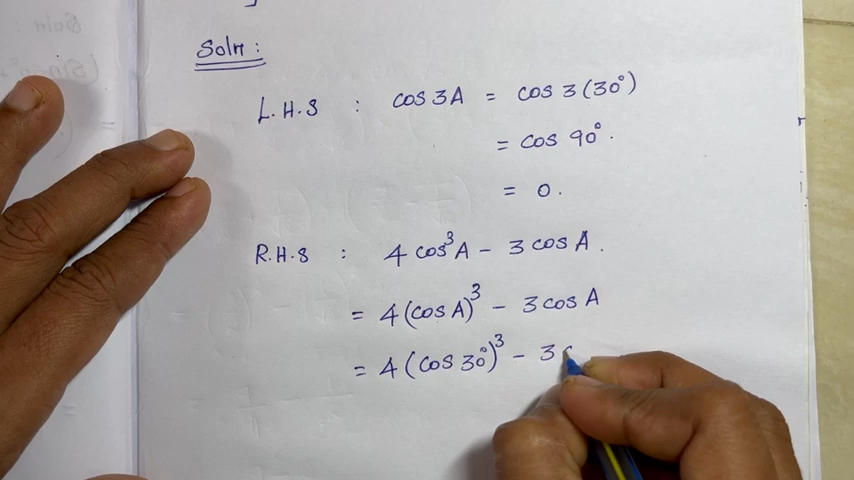 Soln :
L.H.S : cos 3A = cos 3(30°)
= cos 90°.
= 0.
R.H.S : 4 cos³A - 3 cos A.
= 4(cos A)³ - 3 cos A
= 4(cos 30°)³ - 3